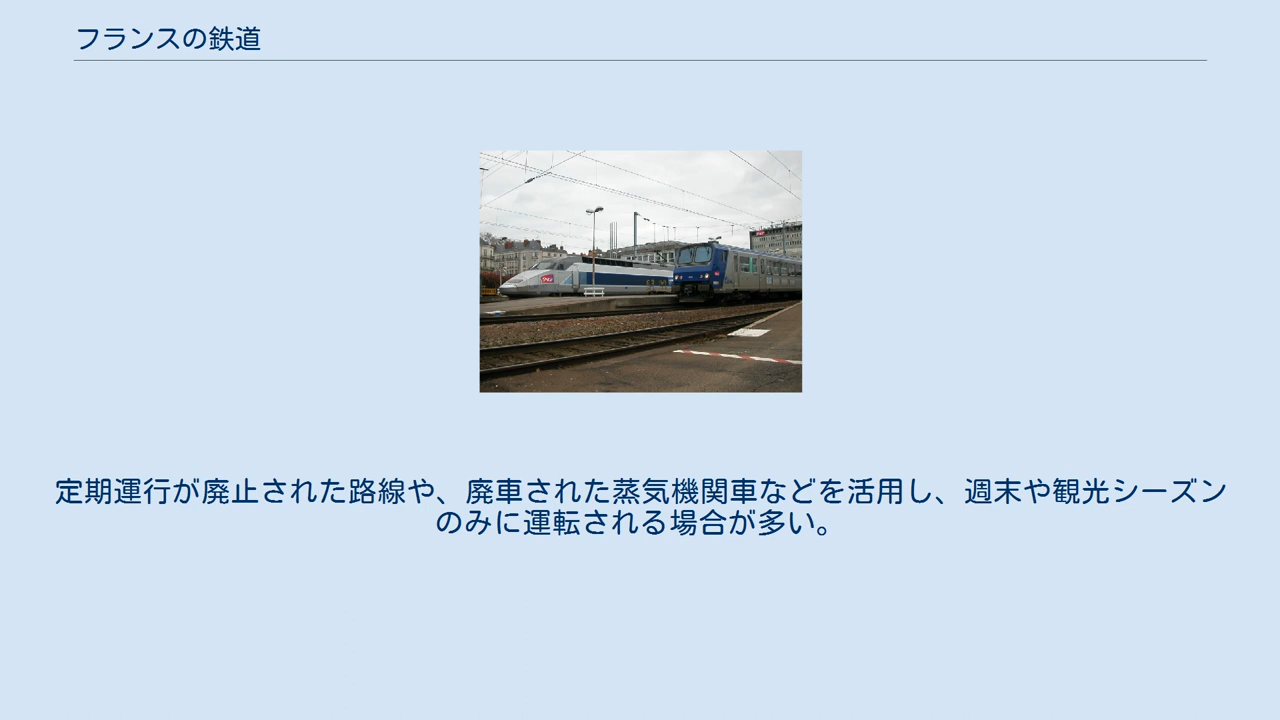 フランスの鉄道
定期運行が廃止された路線や、廃車された蒸気機関車などを活用し、週末や観光シーズン
のみに運転される場合が多い。